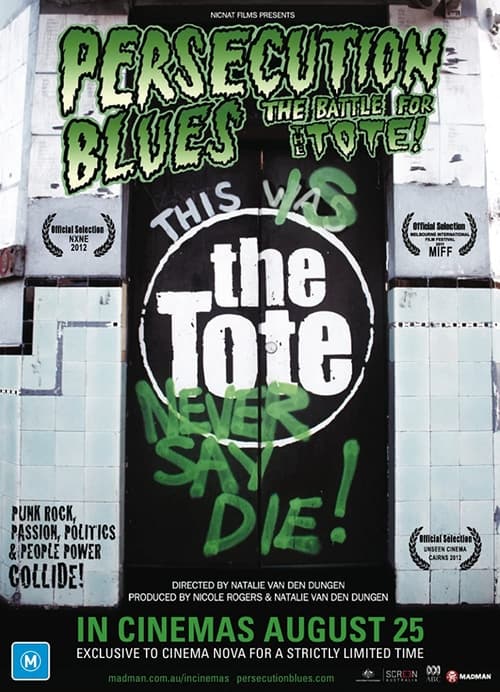 NICNAT FILMS PRESENTS
PERSECUTION
BLUES THE BATTLE FOR
THE TOTE!
THIS WAS
IS
the
Tote
NEVER
SAY
DIE!
Official Selection
NXNE
2012
Official Selection
MELBOURNE INTERNATIONAL
FILM FESTIVAL
MIFF
PUNK ROCK,
PASSION, POLITICS
& PEOPLE POWER
COLLIDE!
Official Selection
UNSEEN CINEMA
CAIRNS 2012
DIRECTED BY NATALIE VAN DEN DUNGEN
PRODUCED BY NICOLE ROGERS & NATALIE VAN DEN DUNGEN
IN CINEMAS AUGUST 25
EXCLUSIVE TO CINEMA NOVA FOR A STRICTLY LIMITED TIME
M
madman.com.au/incinemas persecutionblues.com
SCREEN
AUSTRALIA
ABC
MADMAN